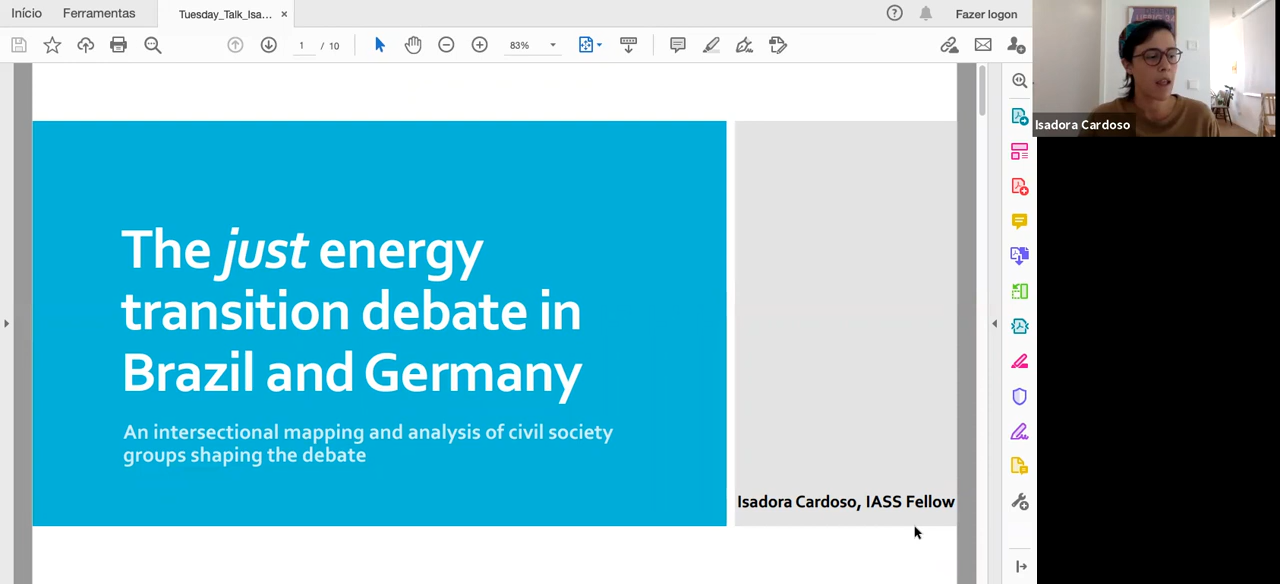 Início
Ferramentas
Tuesday_Talk_Isa...
×
Fazer logon
1 / 10
83%
The just energy
transition debate in
Brazil and Germany
An intersectional mapping and analysis of civil society
groups shaping the debate
Isadora Cardoso, IASS Fellow
Isadora Cardoso